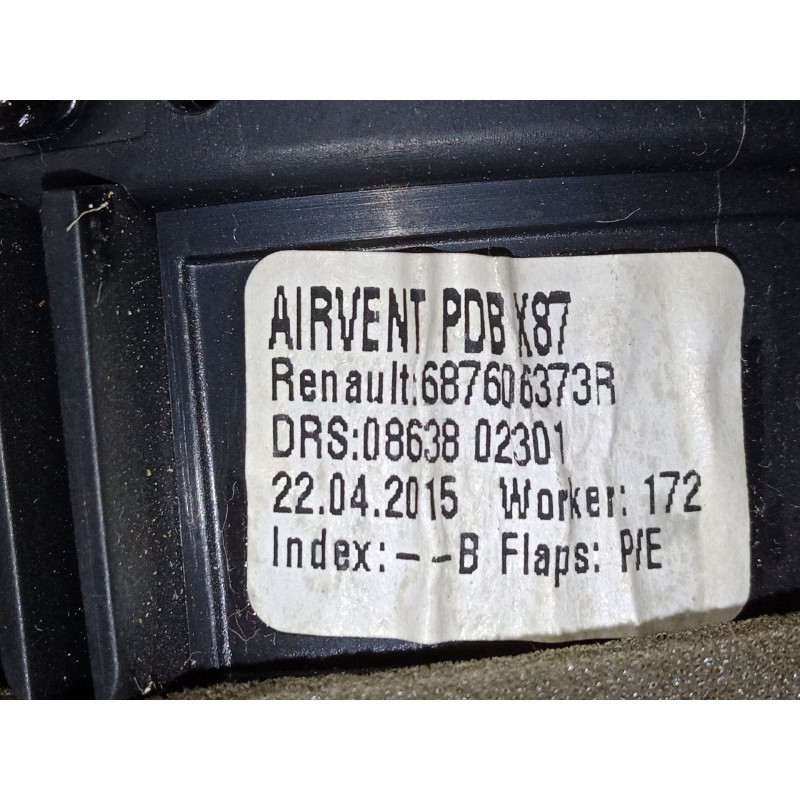 AIRVENT PDB X87
Renault:687606373R
DRS:08638 02301
22.04.2015 Worker: 172
Index:--B Flaps: P/E